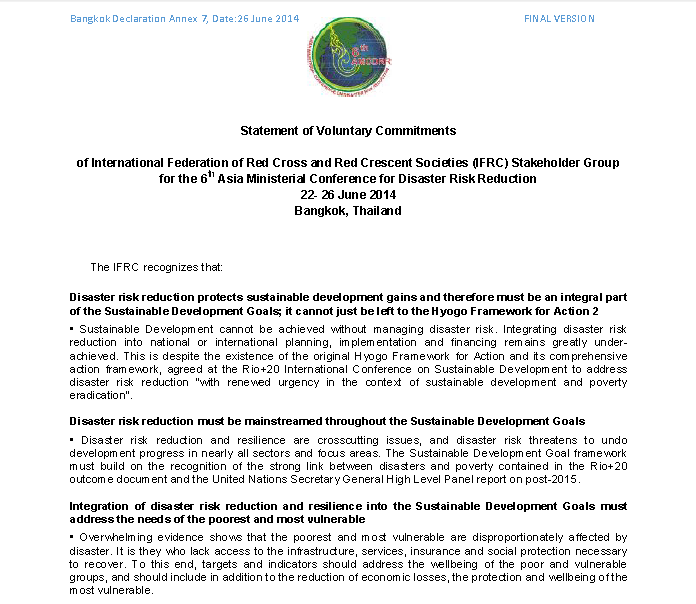 Bangkok Declaration Annex 7, Date:26 June 2014 FINAL VERSION
6th
AMCDRR
Statement of Voluntary Commitments
of International Federation of Red Cross and Red Crescent Societies (IFRC) Stakeholder Group
for the 6th Asia Ministerial Conference for Disaster Risk Reduction
22- 26 June 2014
Bangkok, Thailand
The IFRC recognizes that:
Disaster risk reduction protects sustainable development gains and therefore must be an integral part
of the Sustainable Development Goals; it cannot just be left to the Hyogo Framework for Action 2
• Sustainable Development cannot be achieved without managing disaster risk. Integrating disaster risk
reduction into national or international planning, implementation and financing remains greatly under-
achieved. This is despite the existence of the original Hyogo Framework for Action and its comprehensive
action framework, agreed at the Rio+20 International Conference on Sustainable Development to address
disaster risk reduction "with renewed urgency in the context of sustainable development and poverty
eradication".
Disaster risk reduction must be mainstreamed throughout the Sustainable Development Goals
• Disaster risk reduction and resilience are crosscutting issues, and disaster risk threatens to undo
development progress in nearly all sectors and focus areas. The Sustainable Development Goal framework
must build on the recognition of the strong link between disasters and poverty contained in the Rio+20
outcome document and the United Nations Secretary General High Level Panel report on post-2015.
Integration of disaster risk reduction and resilience into the Sustainable Development Goals must
address the needs of the poorest and most vulnerable
• Overwhelming evidence shows that the poorest and most vulnerable are disproportionately affected by
disaster. It is they who lack access to the infrastructure, services, insurance and social protection necessary
to recover. To this end, targets and indicators should address the wellbeing of the poor and vulnerable
groups, and should include in addition to the reduction of economic losses, the protection and wellbeing of the
most vulnerable.